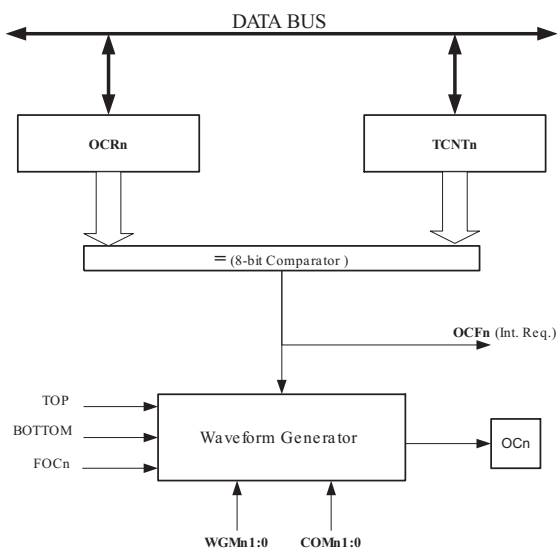 DATA BUS
OCRn
TCNTn
= (8-bit Comparator )
OCFn (Int. Req.)
TOP
BOTTOM
FOCn
Waveform Generator
OCn
WGMn1:0
COMn1:0